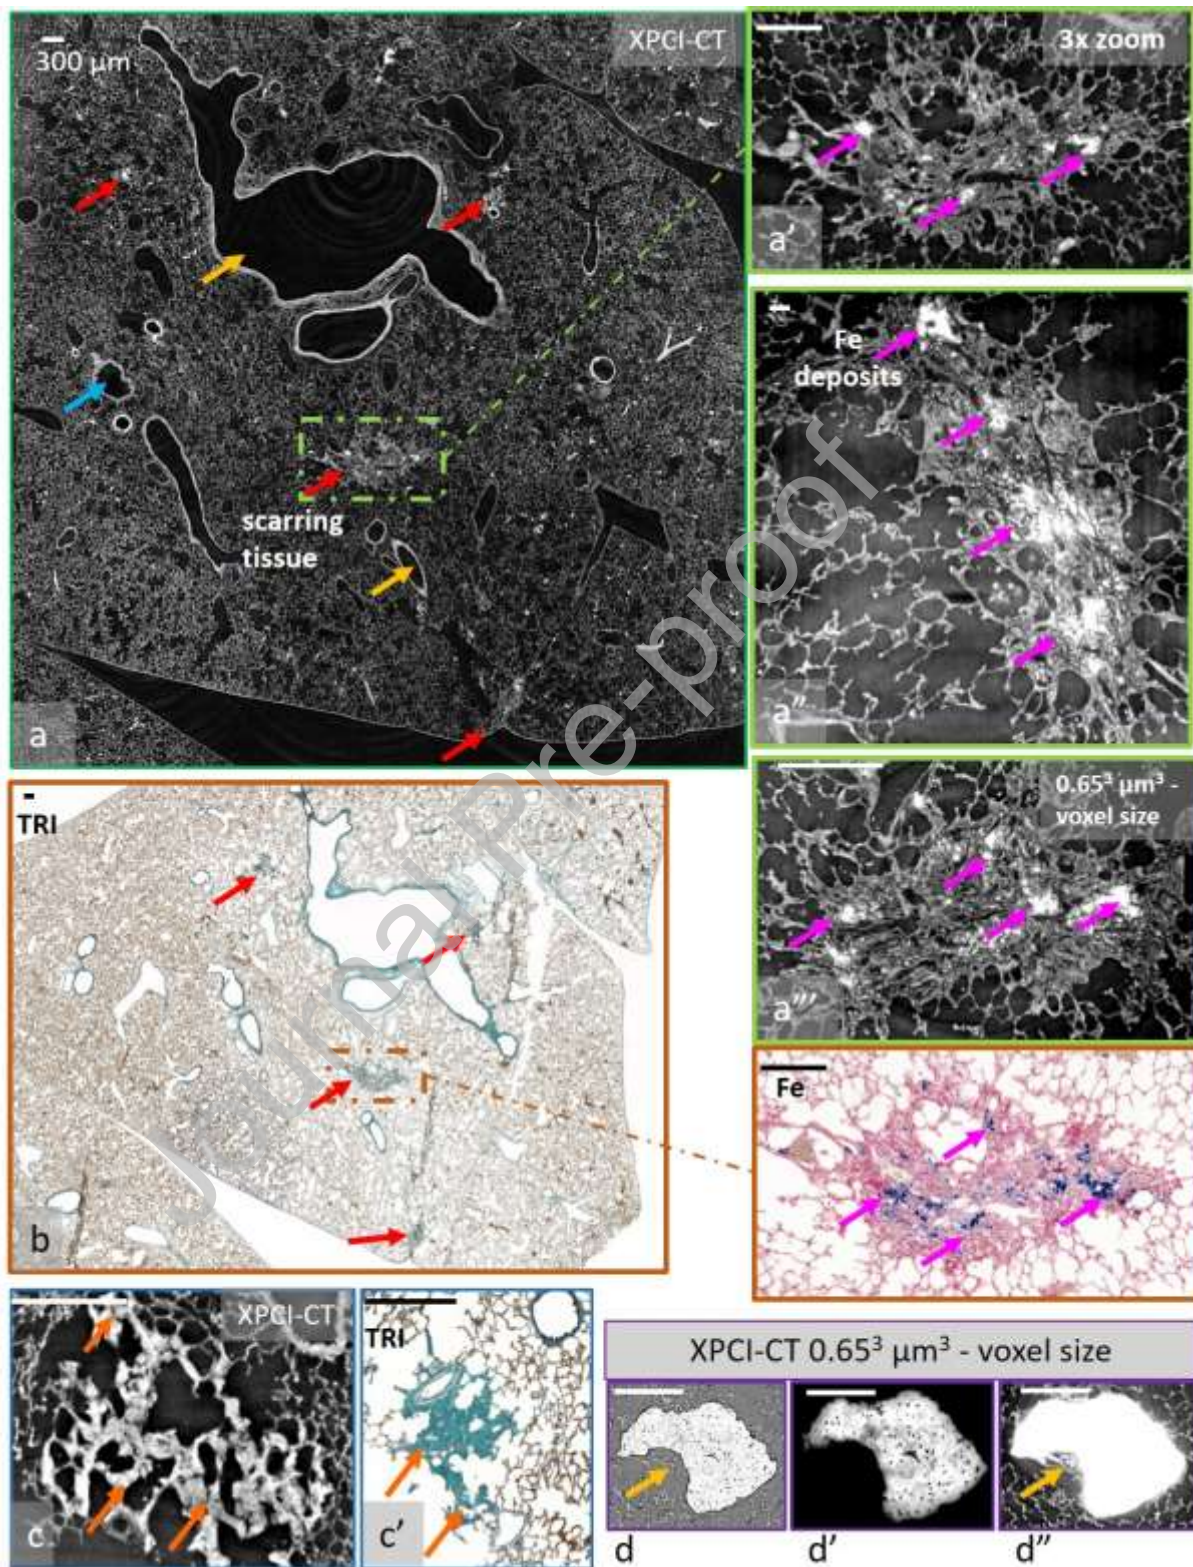 XPCI-CT
300 μm
scarring
tissue
a
3x zoom
a'
Fe
deposits
a''
0.65³ μm³ -
voxel size
a'''
TRI
b
Fe
XPCI-CT
c
TRI
c'
XPCI-CT 0.65³ μm³ - voxel size
d
d'
d''
Journal Pre-proof